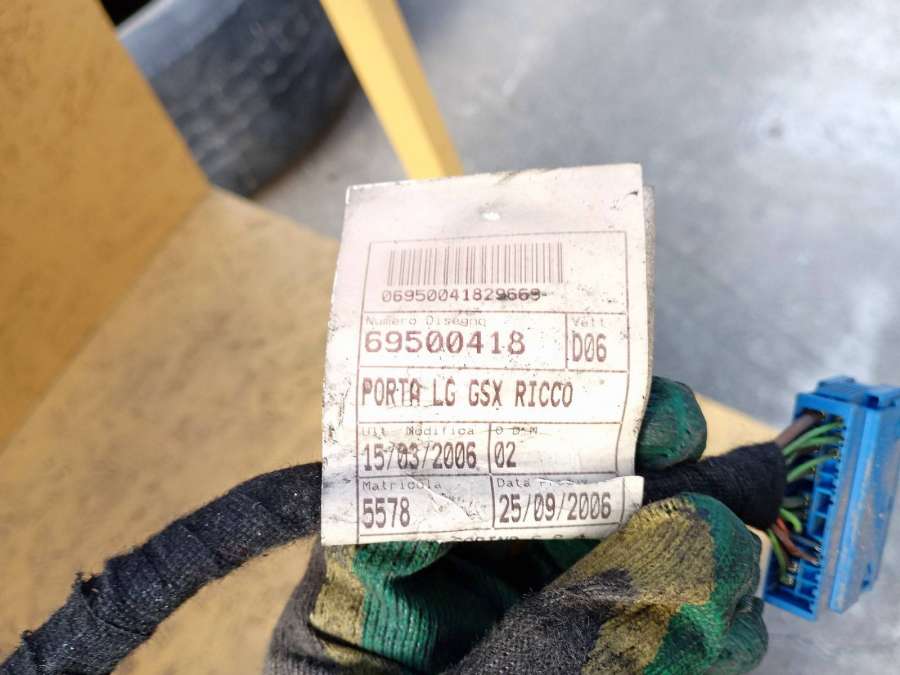 06950041829669
Numero Disegno
69500418
Vett
D06
PORTA LG GSX RICCO
Ult Modifica
15/03/2006
02
Matricola
5578
Data
25/09/2006